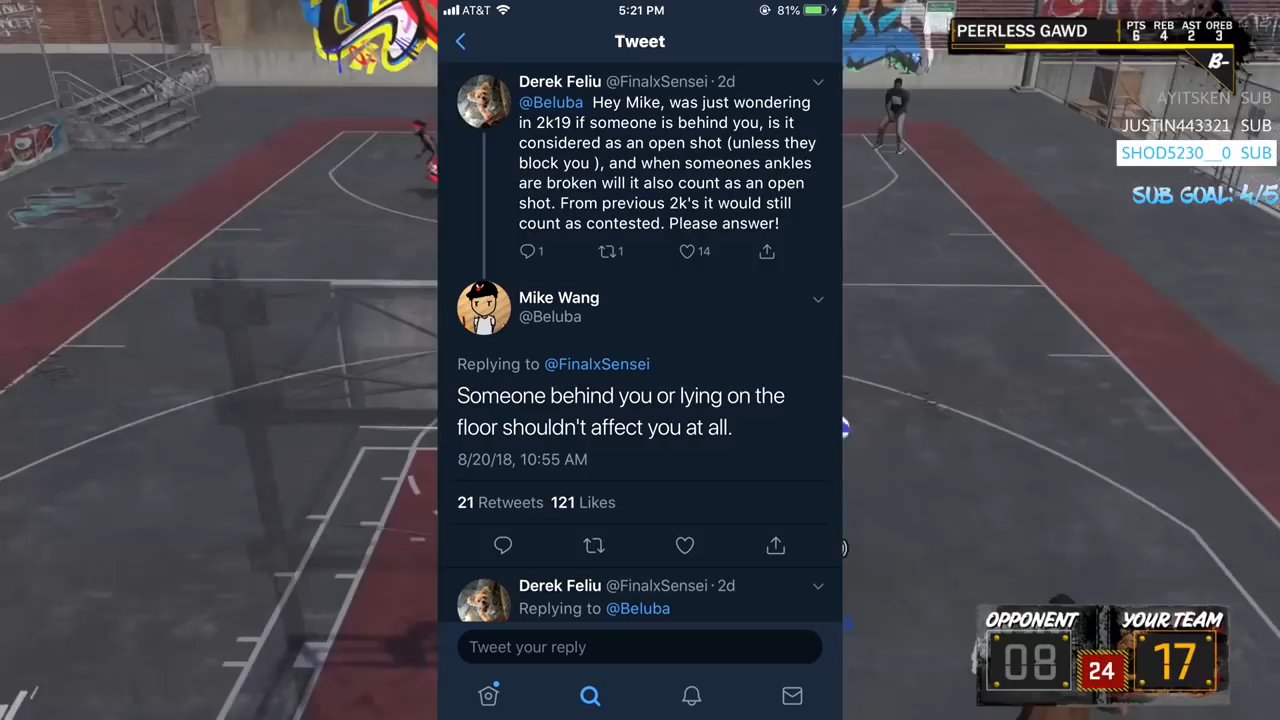 AT&T
5:21 PM
81%
Tweet
Derek Feliu @FinalxSensei · 2d
@Beluba Hey Mike, was just wondering
in 2k19 if someone is behind you, is it
considered as an open shot (unless they
block you ), and when someones ankles
are broken will it also count as an open
shot. From previous 2k's it would still
count as contested. Please answer!
1 1 14
Mike Wang
@Beluba
Replying to @FinalxSensei
Someone behind you or lying on the
floor shouldn't affect you at all.
8/20/18, 10:55 AM
21 Retweets 121 Likes
Derek Feliu @FinalxSensei · 2d
Replying to @Beluba
Tweet your reply
PEERLESS GAWD
PTS REB AST OREB
6 4 2 3
B-
AYITSKEN SUB
JUSTIN443321 SUB
SHOD5230__0 SUB
SUB GOAL: 4/5
OPPONENT YOUR TEAM
08 24 17